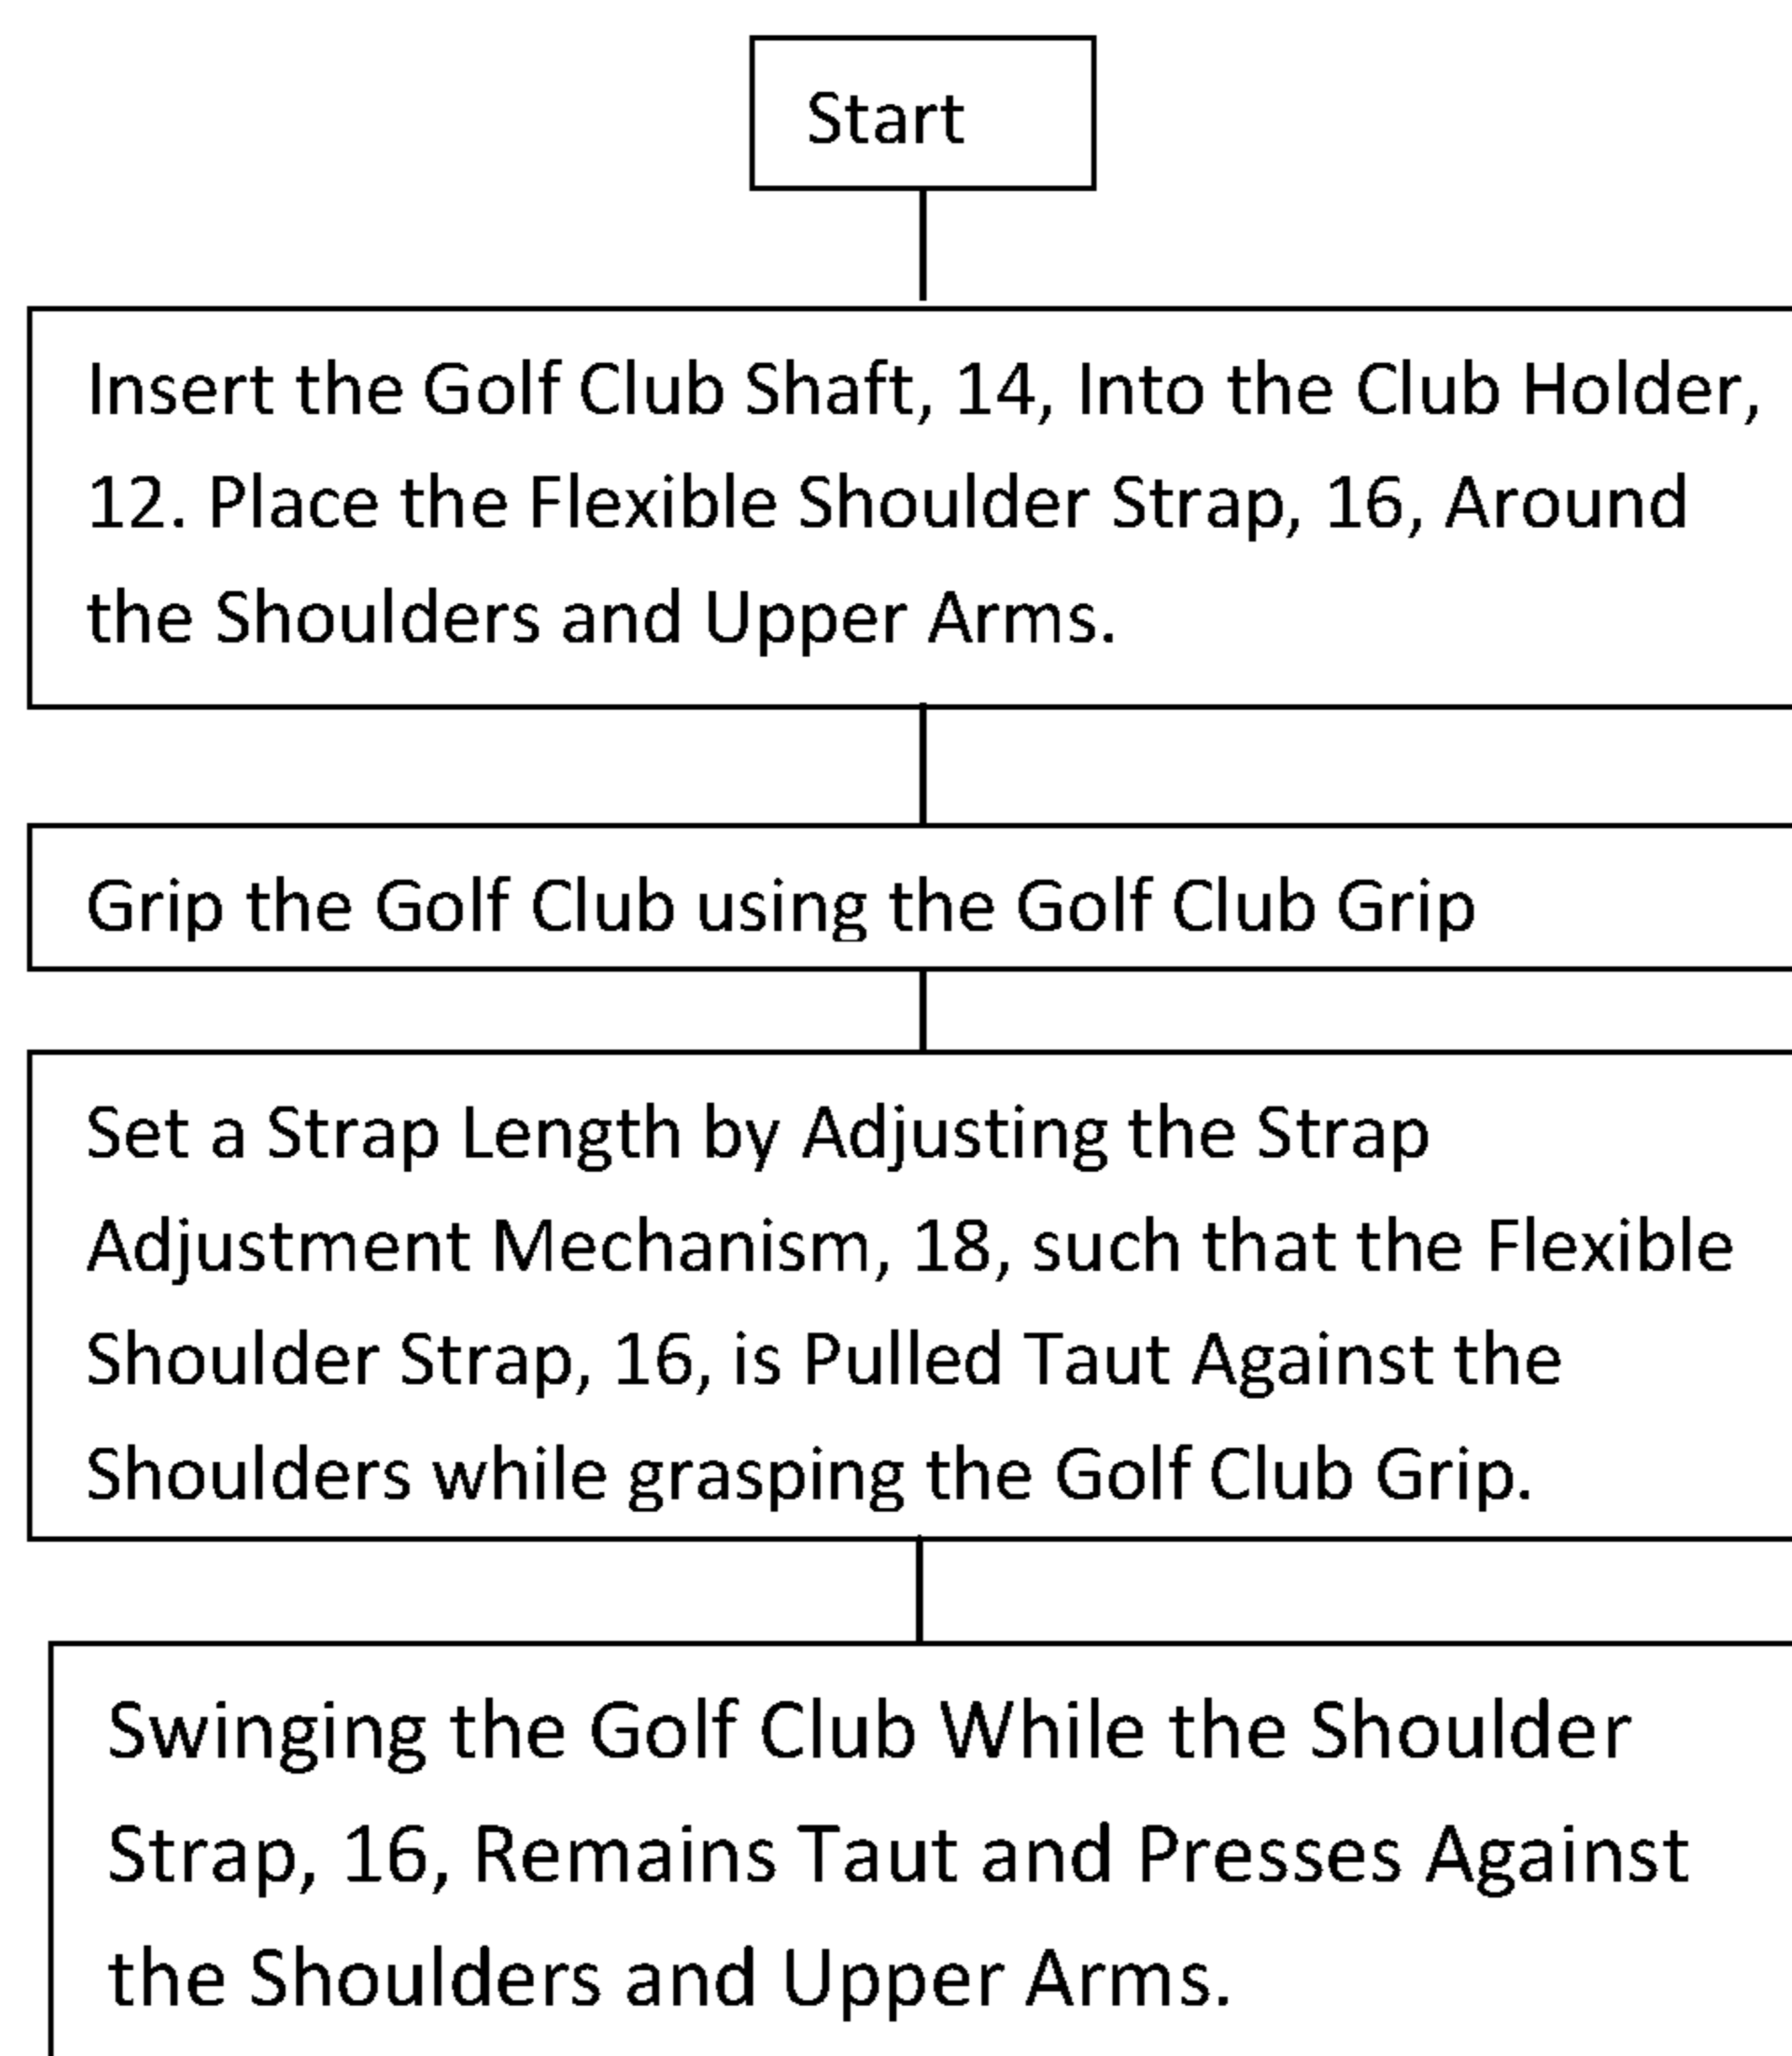 Start
Insert the Golf Club Shaft, 14, Into the Club Holder,
12. Place the Flexible Shoulder Strap, 16, Around
the Shoulders and Upper Arms.
Grip the Golf Club using the Golf Club Grip
Set a Strap Length by Adjusting the Strap
Adjustment Mechanism, 18, such that the Flexible
Shoulder Strap, 16, is Pulled Taut Against the
Shoulders while grasping the Golf Club Grip.
Swinging the Golf Club While the Shoulder
Strap, 16, Remains Taut and Presses Against
the Shoulders and Upper Arms.